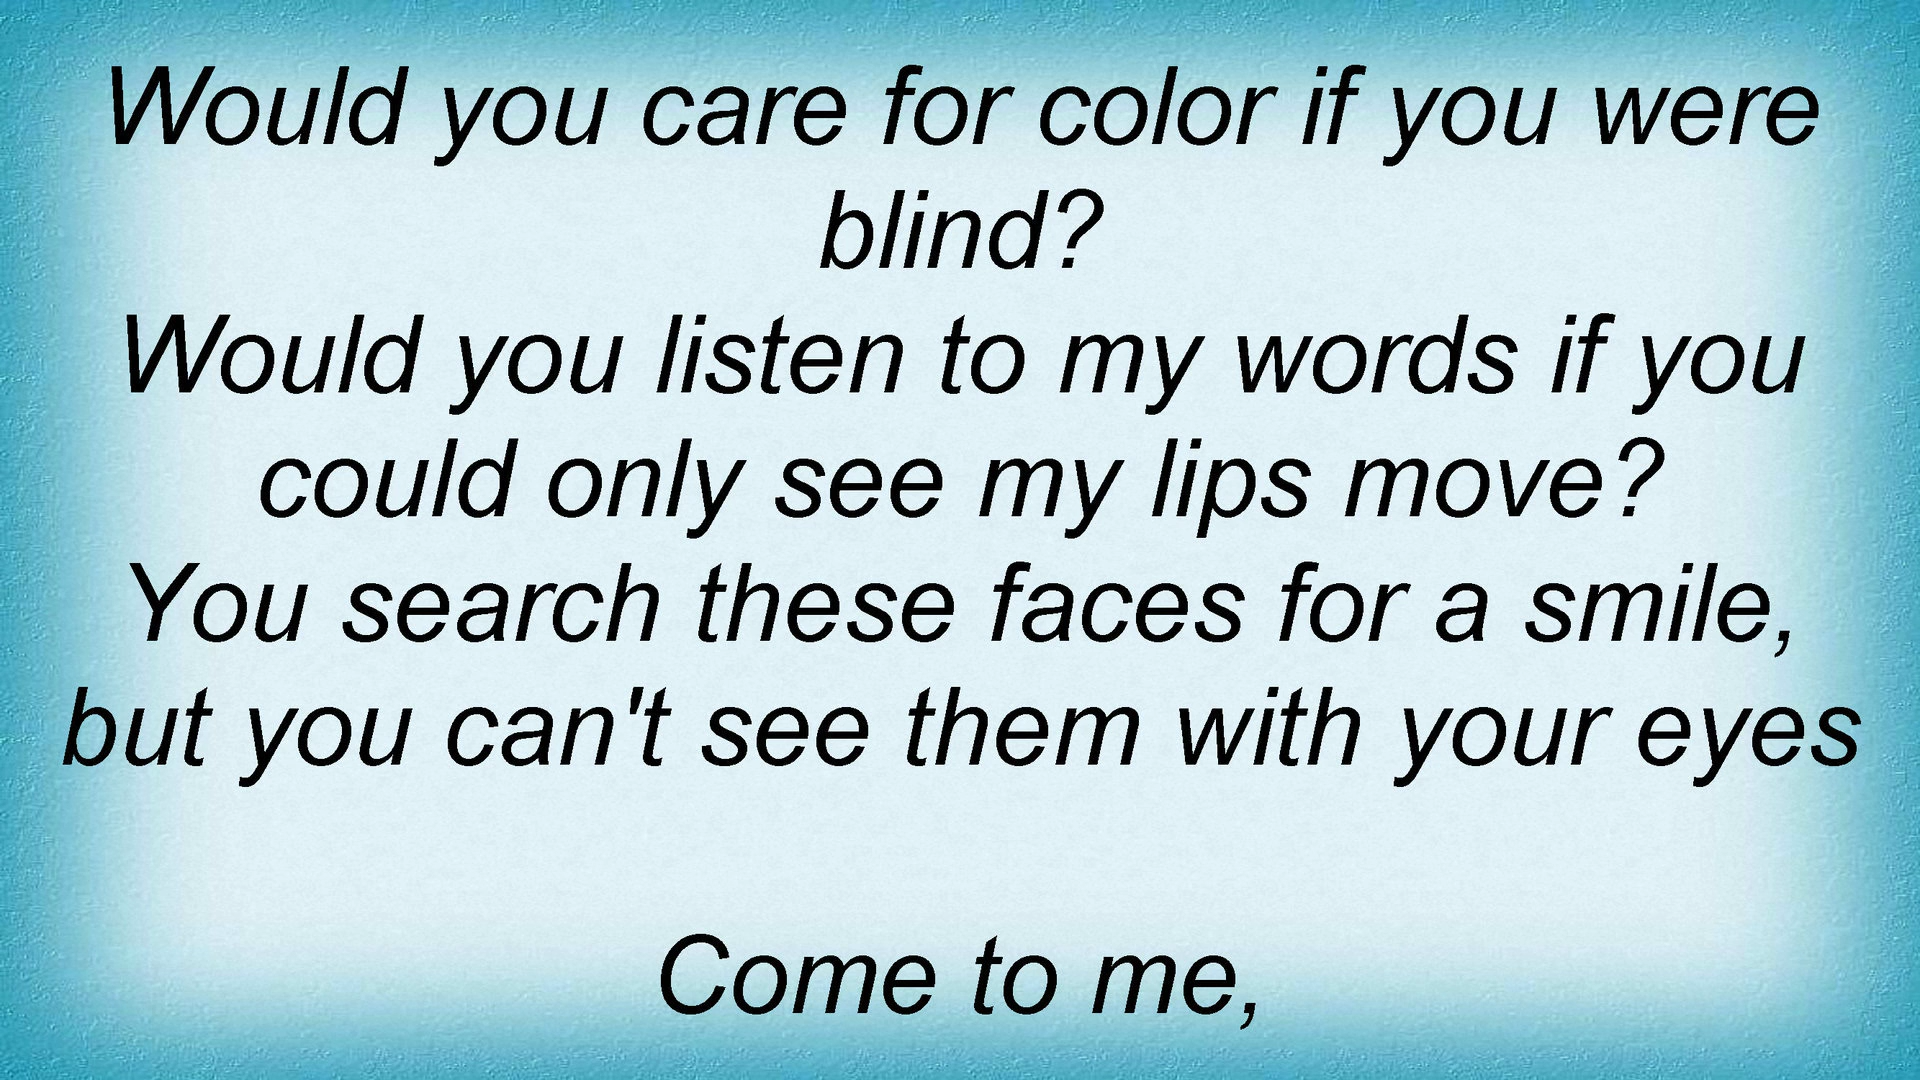 Would you care for color if you were
blind?
Would you listen to my words if you
could only see my lips move?
You search these faces for a smile,
but you can't see them with your eyes
Come to me,